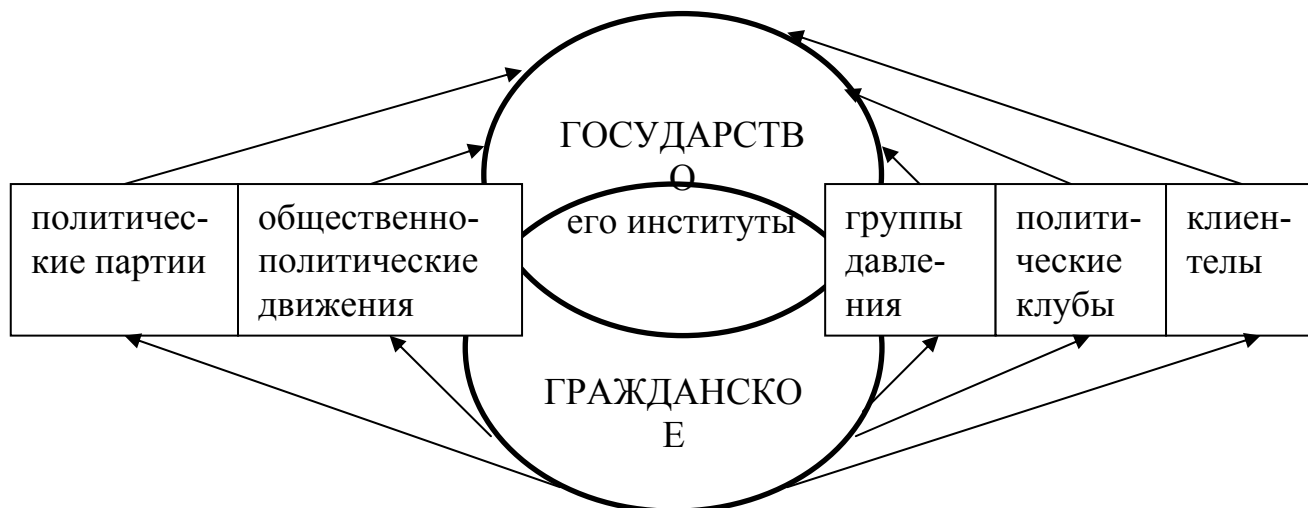 ГОСУДАРСТВ
О
его институты
политичес-
кие партии
общественно-
политические
движения
группы
давле-
ния
полити-
ческие
клубы
клиен-
телы
ГРАЖДАНСКО
Е